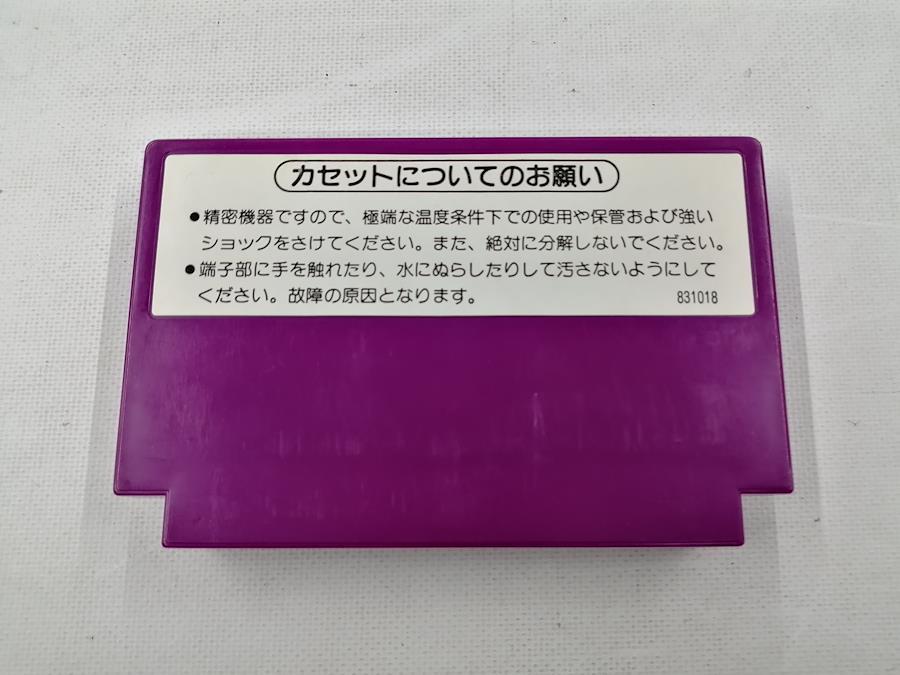 カセットについてのお願い
●精密機器ですので、極端な温度条件下での使用や保管および強い
ショックをさけてください。また、絶対に分解しないでください。
●端子部に手を触れたり、水にぬらしたりして汚さないようにして
ください。故障の原因となります。 831018